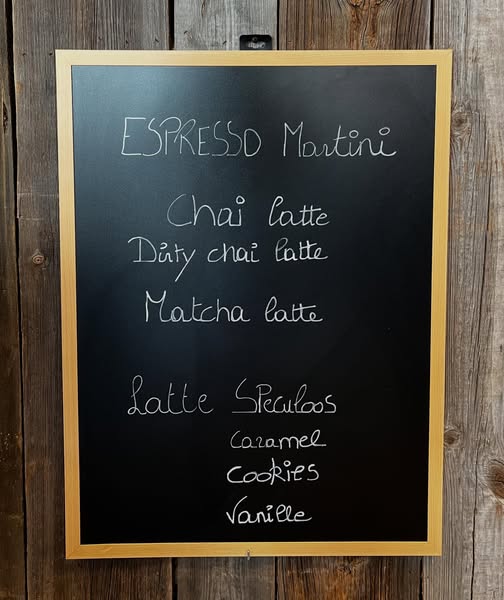 ESPRESSO Martini
Chai latte
Dirty chai latte
Matcha latte
Latte Speculoos
caramel
cookies
Vanille